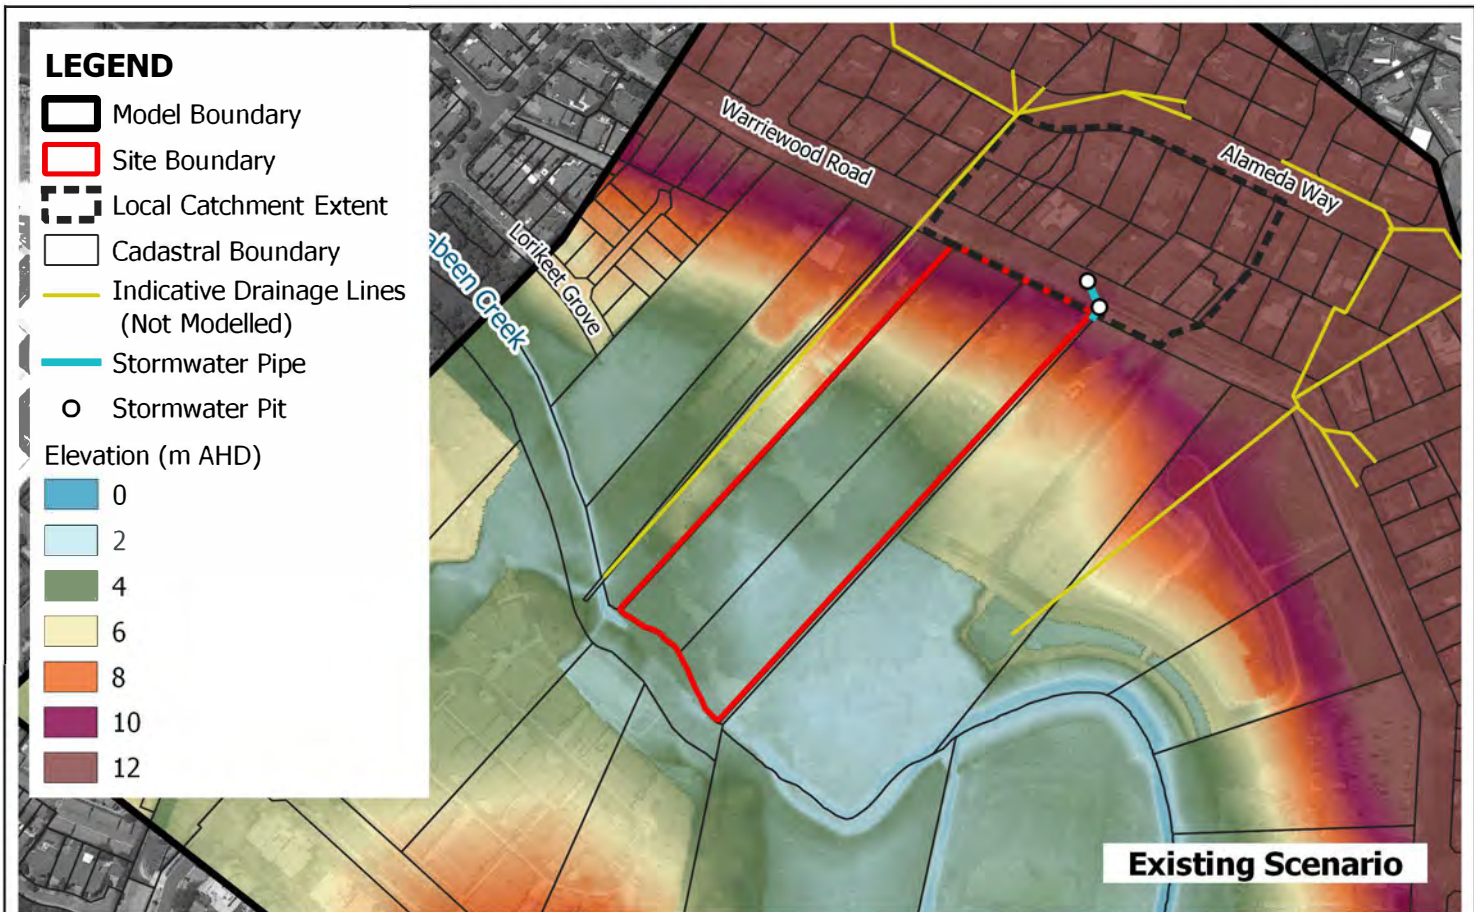 LEGEND
Model Boundary
Site Boundary
Local Catchment Extent
Cadastral Boundary
Indicative Drainage Lines
(Not Modelled)
Stormwater Pipe
Stormwater Pit
Elevation (m AHD)
0
2
4
6
8
10
12
Warriewood Road
Alameda Way
Lorikeet Grove
abeen Creek
Existing Scenario